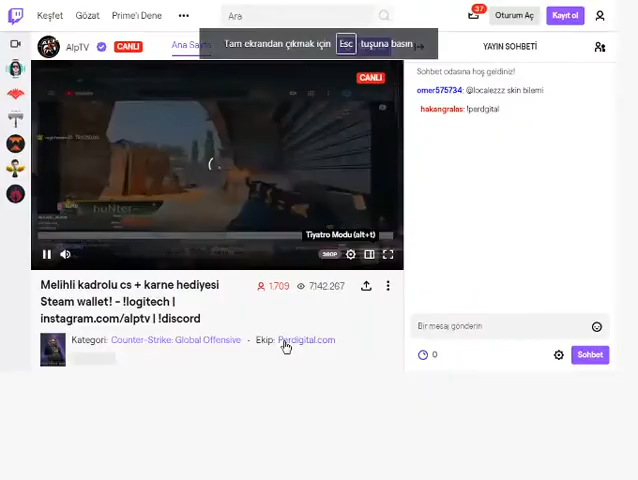 Keşfet Gözat Prime'ı Dene Ara 37 Oturum Aç Kayıt ol
AlpTV CANLI
Tam ekrandan çıkmak için Esc tuşuna basın
YAYIN SOHBETİ
CANLI
huNter-
Tiyatro Modu (alt+t)
360P
Melihli kadrolu cs + karne hediyesi
Steam wallet! - !logitech |
instagram.com/alptv | !discord
1.709 7.142.267
Kategori: Counter-Strike: Global Offensive - Ekip: Perdigital.com
Sohbet odasına hoş geldiniz!
omer575734: @localezzz skin bilemi
hakangralas: !perdgital
Bir mesaj gönderin
0 Sohbet